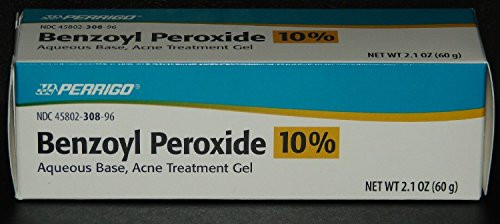 NDC 45802-308-96
Benzoyl Peroxide 10%
Aqueous Base, Acne Treatment Gel
NET WT 2.1 OZ (60 g)
PERRIGO®
NDC 45802-308-96
Benzoyl Peroxide 10%
Aqueous Base, Acne Treatment Gel
NET WT 2.1 OZ (60 g)